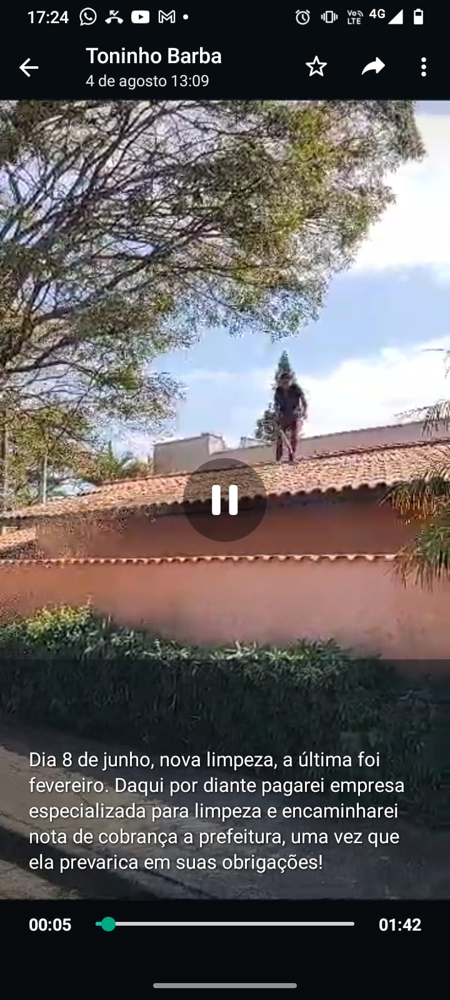 17:24
VoLTE 4G
Toninho Barba
4 de agosto 13:09
Dia 8 de junho, nova limpeza, a última foi
fevereiro. Daqui por diante pagarei empresa
especializada para limpeza e encaminharei
nota de cobrança a prefeitura, uma vez que
ela prevarica em suas obrigações!
00:05
01:42